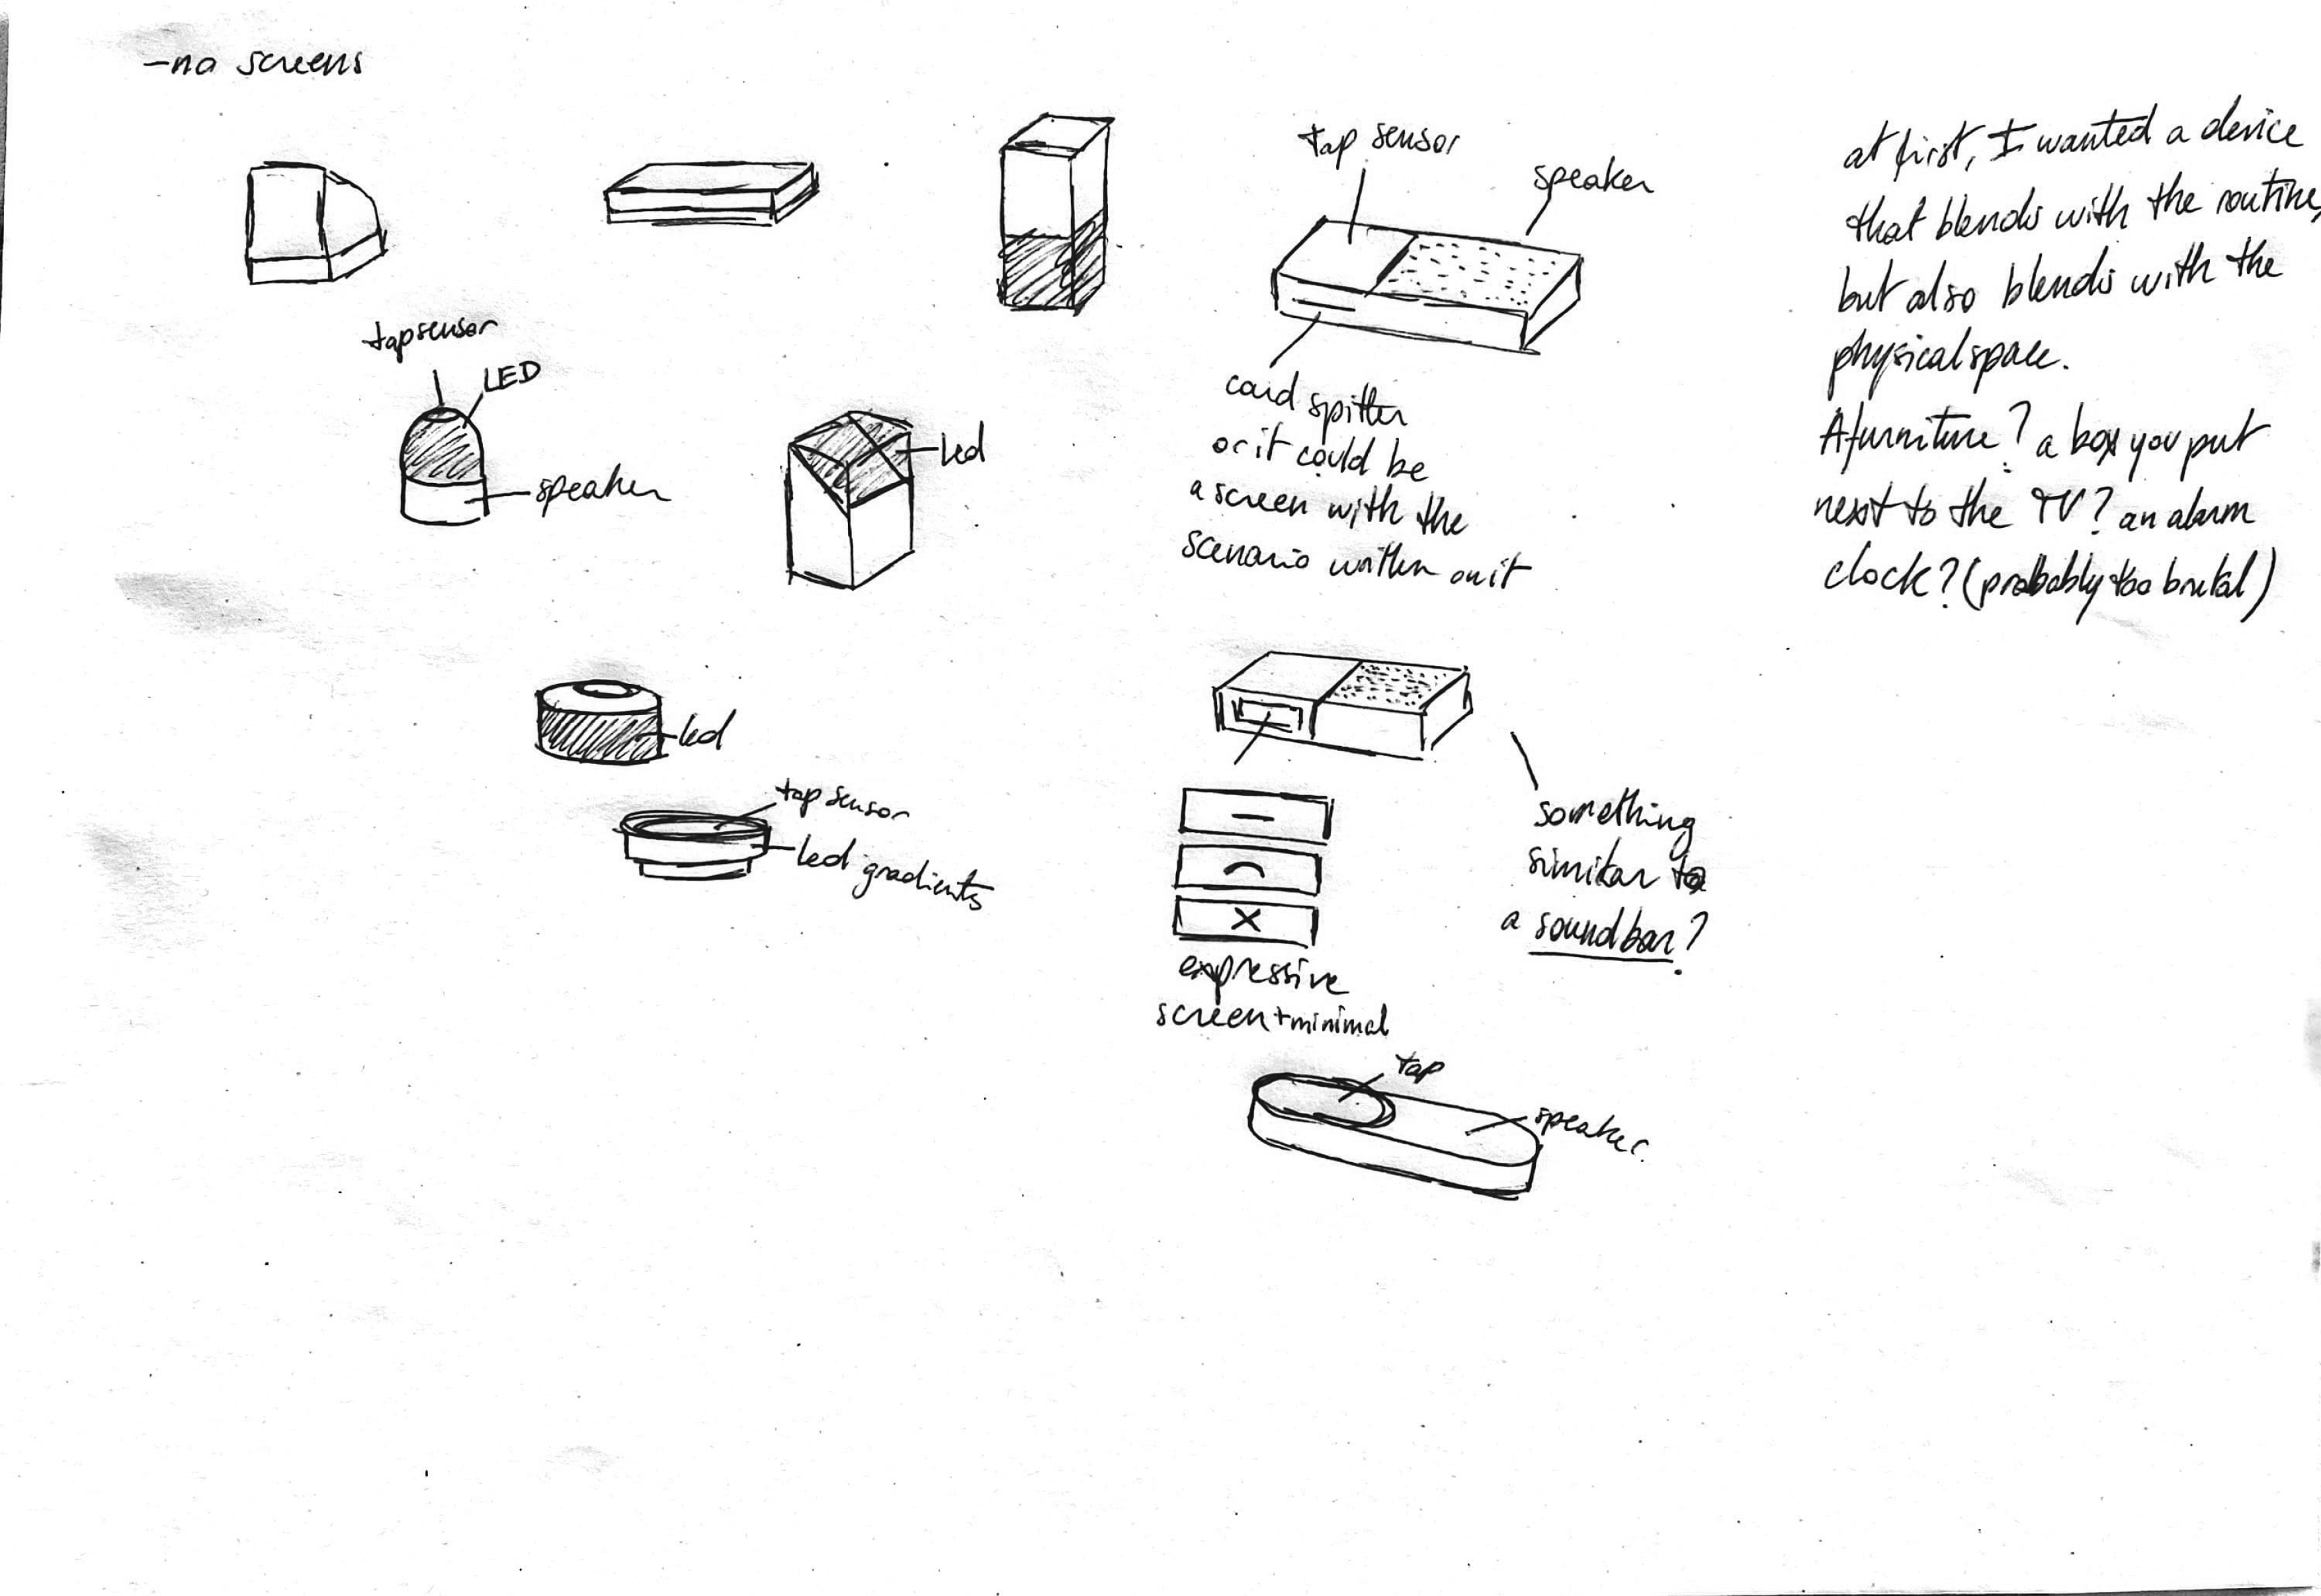 -no screens
tap sensor
LED
speaker
led
led
tap sensor
led gradients
tap sensor
speaker
card spitter
or it could be
a screen with the
scenario written on it
something
similar to
a soundbar?
expressive
screen + minimal
tap
speaker
at first, I wanted a device
that blends with the routine,
but also blends with the
physical space.
A furniture? a box you put
next to the TV? an alarm
clock? (probably too brutal)